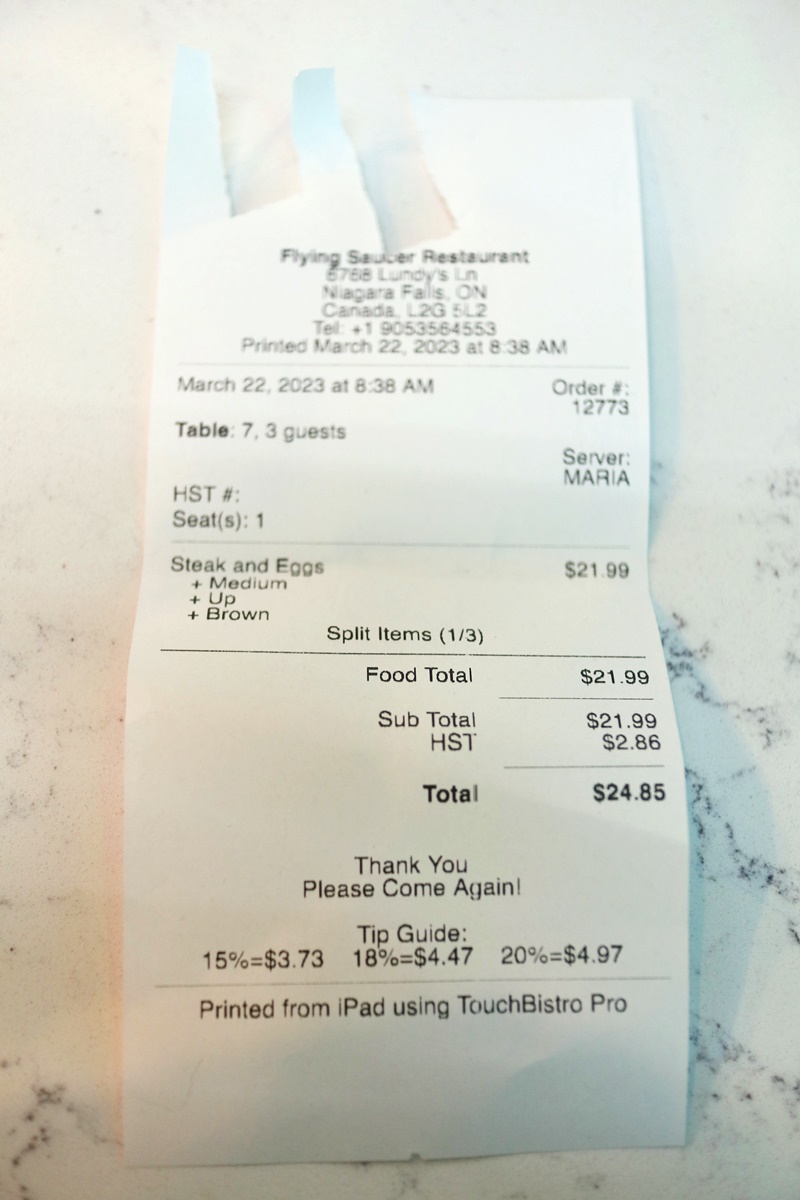 Flying Saucer Restaurant
6768 Lundy's Ln
Niagara Falls, ON
Canada, L2G 5L2
Tel: +1 9053564553
Printed March 22, 2023 at 8:38 AM
March 22, 2023 at 8:38 AM
Order #:
12773
Table: 7, 3 guests
Server:
MARIA
HST #:
Seat(s): 1
Steak and Eggs $21.99
+ Medium
+ Up
+ Brown
Split Items (1/3)
Food Total $21.99
Sub Total $21.99
HST $2.86
Total $24.85
Thank You
Please Come Again!
Tip Guide:
15%=$3.73 18%=$4.47 20%=$4.97
Printed from iPad using TouchBistro Pro